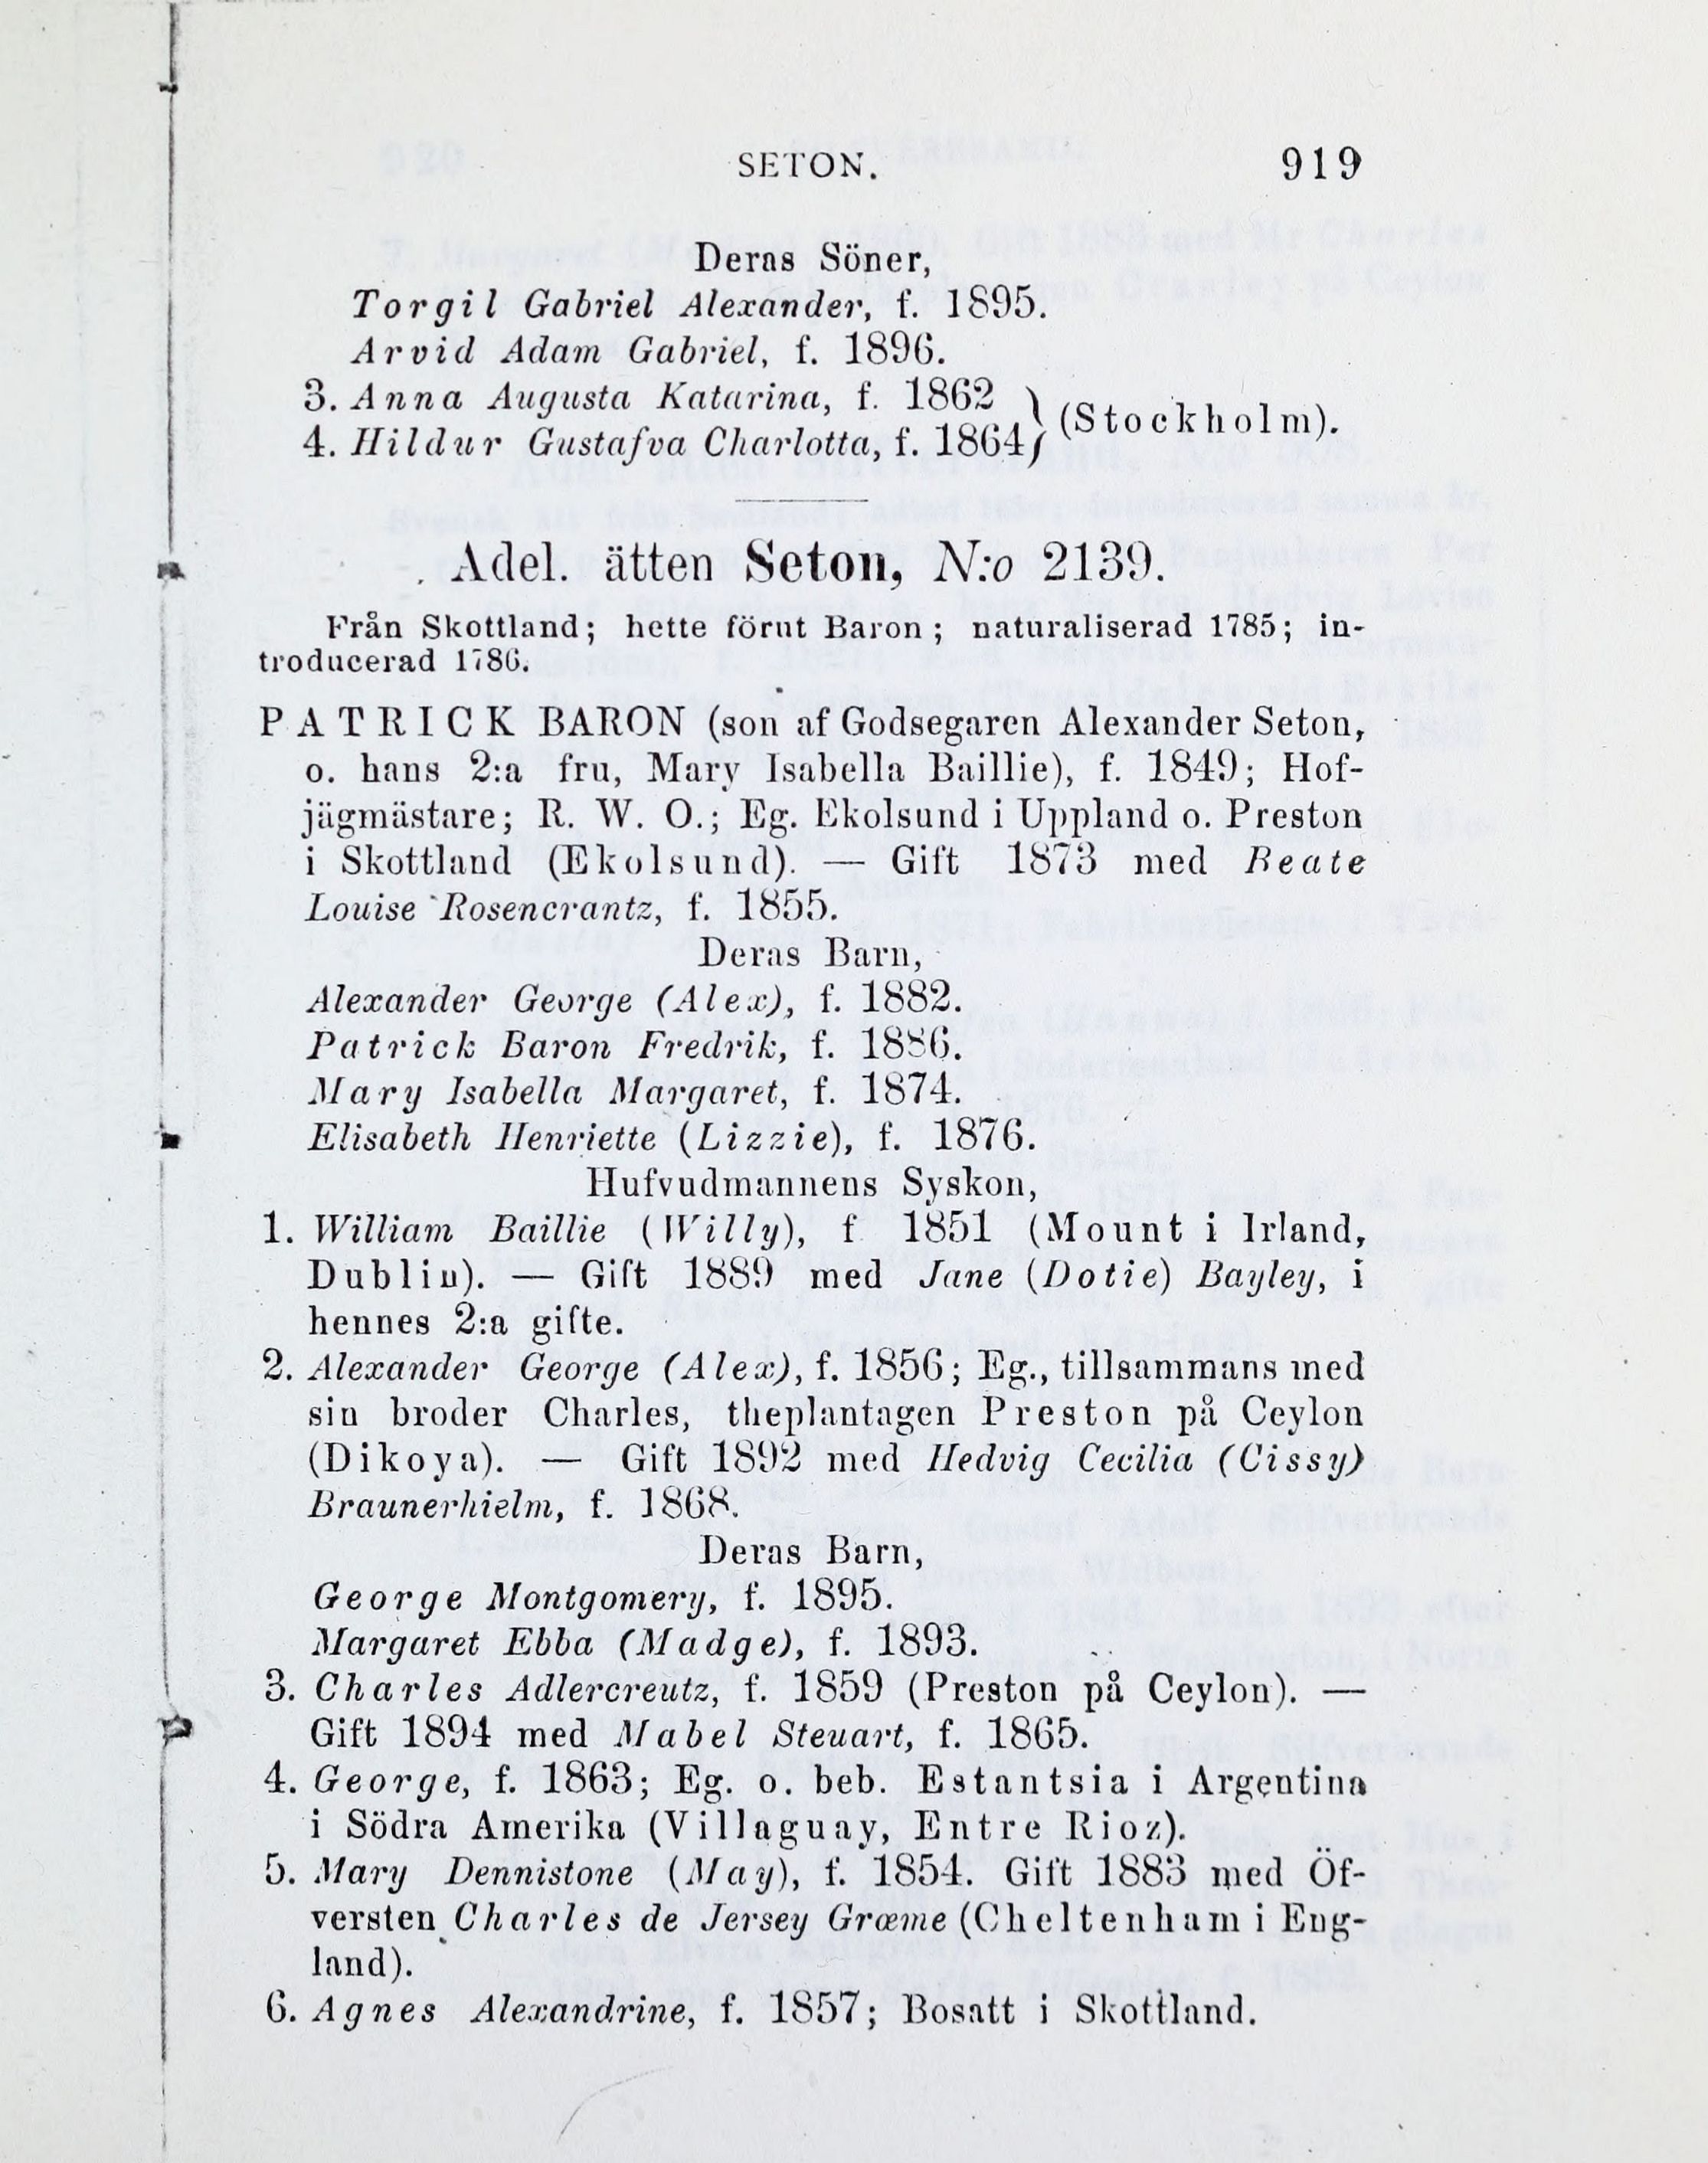 SETON. 919
Deras Söner,
Torgil Gabriel Alexander, f. 1895.
Arvid Adam Gabriel, f. 1896.
3. Anna Augusta Katarina, f. 1862
4. Hildur Gustafva Charlotta, f. 1864} (Stockholm).
Adel. ätten Seton, N:o 2139.
Från Skottland; hette förut Baron; naturaliserad 1785; in-
troducerad 1786.
PATRICK BARON (son af Godsegaren Alexander Seton,
o. hans 2:a fru, Mary Isabella Baillie), f. 1849; Hof-
jägmästare; R. W. O.; Eg. Ekolsund i Uppland o. Preston
i Skottland (Ekolsund). — Gift 1873 med Beate
Louise Rosencrantz, f. 1855.
Deras Barn,
Alexander George (Alex), f. 1882.
Patrick Baron Fredrik, f. 1886.
Mary Isabella Margaret, f. 1874.
Elisabeth Henriette (Lizzie), f. 1876.
Hufvudmannens Syskon,
1. William Baillie (Willy), f 1851 (Mount i Irland,
Dublin). — Gift 1889 med Jane (Dotie) Bayley, i
hennes 2:a gifte.
2. Alexander George (Alex), f. 1856; Eg., tillsammans med
sin broder Charles, theplantagen Preston på Ceylon
(Dikoya). — Gift 1892 med Hedvig Cecilia (Cissy)
Braunerhielm, f. 1868.
Deras Barn,
George Montgomery, f. 1895.
Margaret Ebba (Madge), f. 1893.
3. Charles Adlercreutz, f. 1859 (Preston på Ceylon). —
Gift 1894 med Mabel Steuart, f. 1865.
4. George, f. 1863; Eg. o. beb. Estantsia i Argentina
i Södra Amerika (Villaguay, Entre Rioz).
5. Mary Dennistone (May), f. 1854. Gift 1883 med Öf-
versten Charles de Jersey Græme (Cheltenham i Eng-
land).
6. Agnes Alexandrine, f. 1857; Bosatt i Skottland.